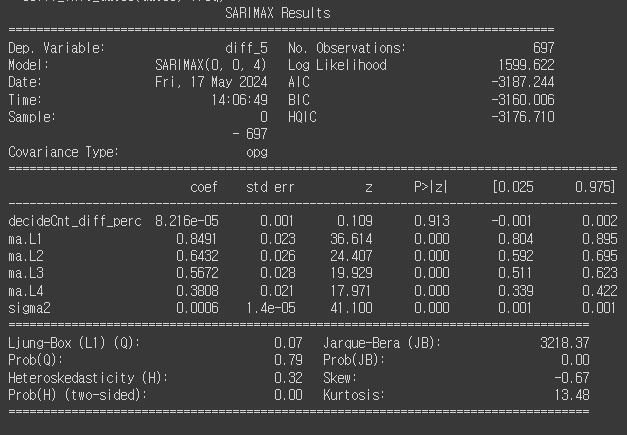 SARIMAX Results
==============================================================================
Dep. Variable: diff_5 No. Observations: 697
Model: SARIMAX(0, 0, 4) Log Likelihood 1599.622
Date: Fri, 17 May 2024 AIC -3187.244
Time: 14:06:49 BIC -3160.006
Sample: 0 HQIC -3176.710
- 697
Covariance Type: opg
==============================================================================
coef std err z P>|z| [0.025 0.975]
------------------------------------------------------------------------------
decideCnt_diff_perc 8.216e-05 0.001 0.109 0.913 -0.001 0.002
ma.L1 0.8491 0.023 36.614 0.000 0.804 0.895
ma.L2 0.6432 0.026 24.407 0.000 0.592 0.695
ma.L3 0.5672 0.028 19.929 0.000 0.511 0.623
ma.L4 0.3808 0.021 17.971 0.000 0.339 0.422
sigma2 0.0006 1.4e-05 41.100 0.000 0.001 0.001
==============================================================================
Ljung-Box (L1) (Q): 0.07 Jarque-Bera (JB): 3218.37
Prob(Q): 0.79 Prob(JB): 0.00
Heteroskedasticity (H): 0.32 Skew: -0.67
Prob(H) (two-sided): 0.00 Kurtosis: 13.48
==============================================================================